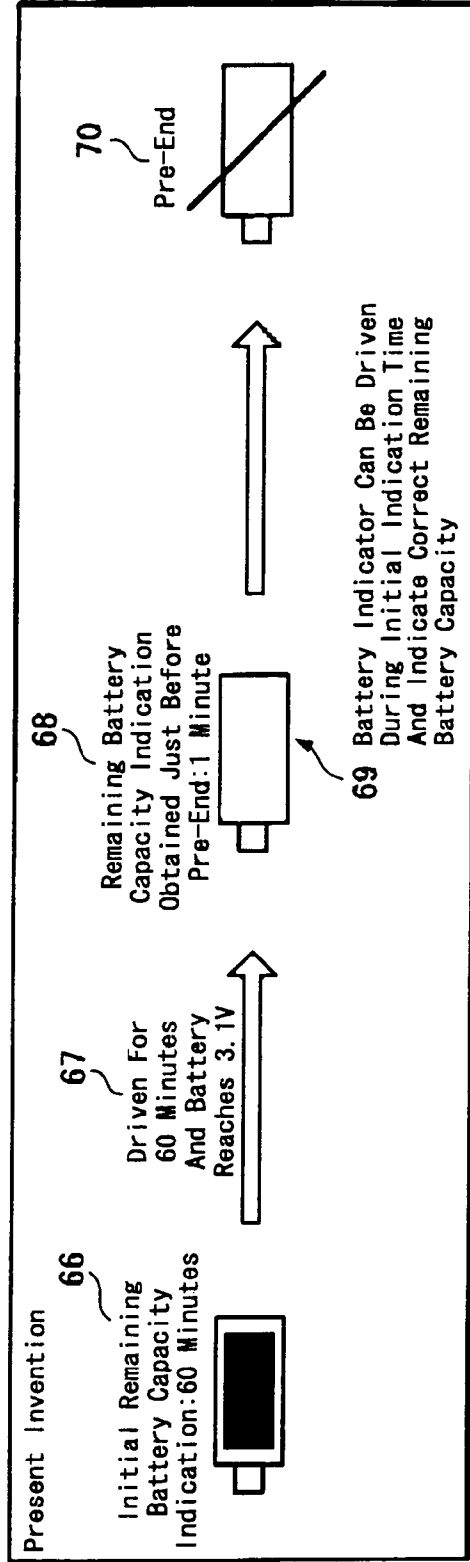 Present Invention
66
Initial Remaining
Battery Capacity
Indication:60 Minutes
67
Driven For
60 Minutes
And Battery
Reaches 3.1V
68
Remaining Battery
Capacity Indication
Obtained Just Before
Pre-End:1 Minute
69
Battery Indicator Can Be Driven
During Initial Indication Time
And Indicate Correct Remaining
Battery Capacity
70
Pre-End